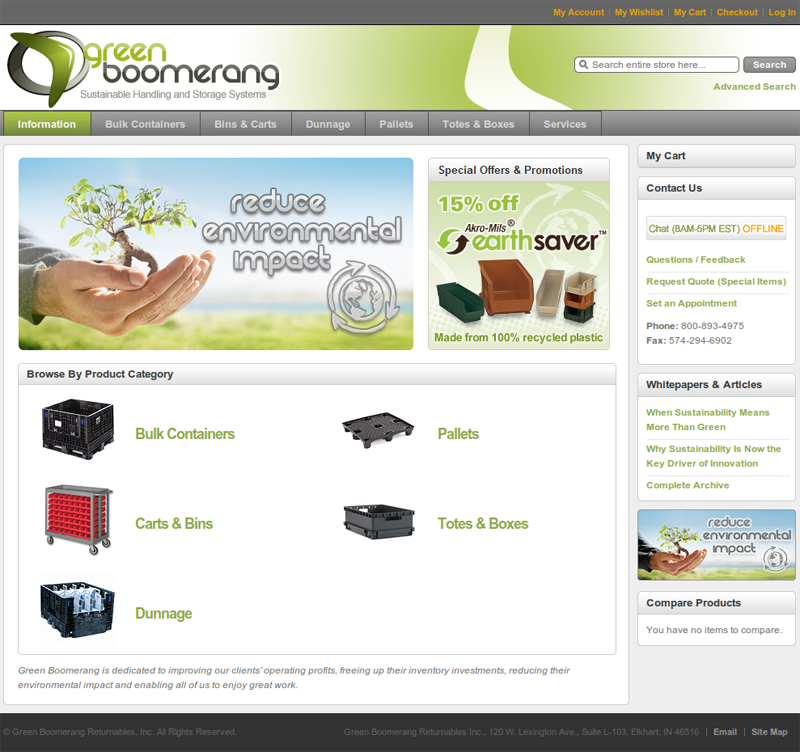 My Account | My Wishlist | My Cart | Checkout | Log In
green
boomerang
Sustainable Handling and Storage Systems
Search entire store here...
Search
Advanced Search
Information
Bulk Containers
Bins & Carts
Dunnage
Pallets
Totes & Boxes
Services
reduce
environmental
impact
Special Offers & Promotions
15% off
Akro-Mils®
earthsaver™
Made from 100% recycled plastic
Browse By Product Category
Bulk Containers
Pallets
Carts & Bins
Totes & Boxes
Dunnage
Green Boomerang is dedicated to improving our clients' operating profits, freeing up their inventory investments, reducing their
environmental impact and enabling all of us to enjoy great work.
My Cart
Contact Us
Chat (8AM-5PM EST) OFFLINE
Questions / Feedback
Request Quote (Special Items)
Set an Appointment
Phone: 800-893-4975
Fax: 574-294-6902
Whitepapers & Articles
When Sustainability Means
More Than Green
Why Sustainability Is Now the
Key Driver of Innovation
Complete Archive
reduce
environmental
impact
Compare Products
You have no items to compare.
© Green Boomerang Returnables, Inc. All Rights Reserved.
Green Boomerang Returnables Inc., 120 W. Lexington Ave., Suite L-103, Elkhart, IN 46516 | Email | Site Map